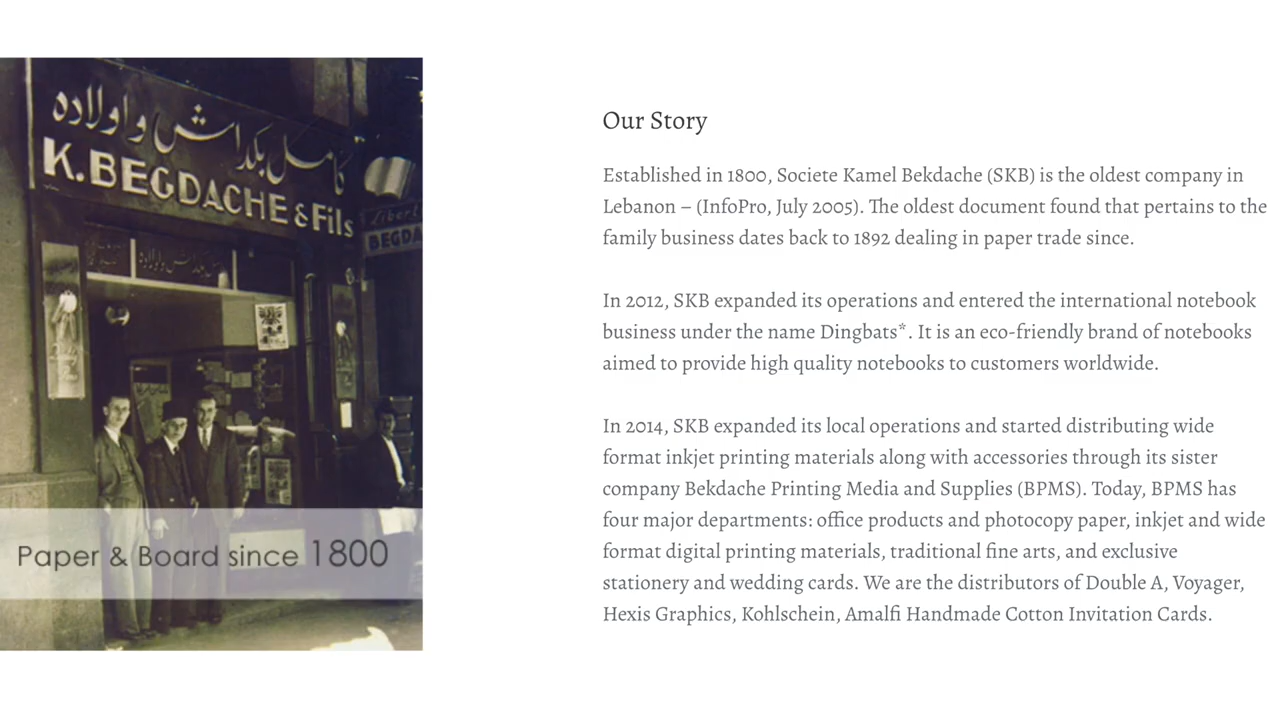 كامل بكداش و اولاده
K. BEGDACHE & Fils
BEGDA
Paper & Board since 1800
Our Story
Established in 1800, Societe Kamel Bekdache (SKB) is the oldest company in
Lebanon – (InfoPro, July 2005). The oldest document found that pertains to the
family business dates back to 1892 dealing in paper trade since.
In 2012, SKB expanded its operations and entered the international notebook
business under the name Dingbats*. It is an eco-friendly brand of notebooks
aimed to provide high quality notebooks to customers worldwide.
In 2014, SKB expanded its local operations and started distributing wide
format inkjet printing materials along with accessories through its sister
company Bekdache Printing Media and Supplies (BPMS). Today, BPMS has
four major departments: office products and photocopy paper, inkjet and wide
format digital printing materials, traditional fine arts, and exclusive
stationery and wedding cards. We are the distributors of Double A, Voyager,
Hexis Graphics, Kohlschein, Amalfi Handmade Cotton Invitation Cards.